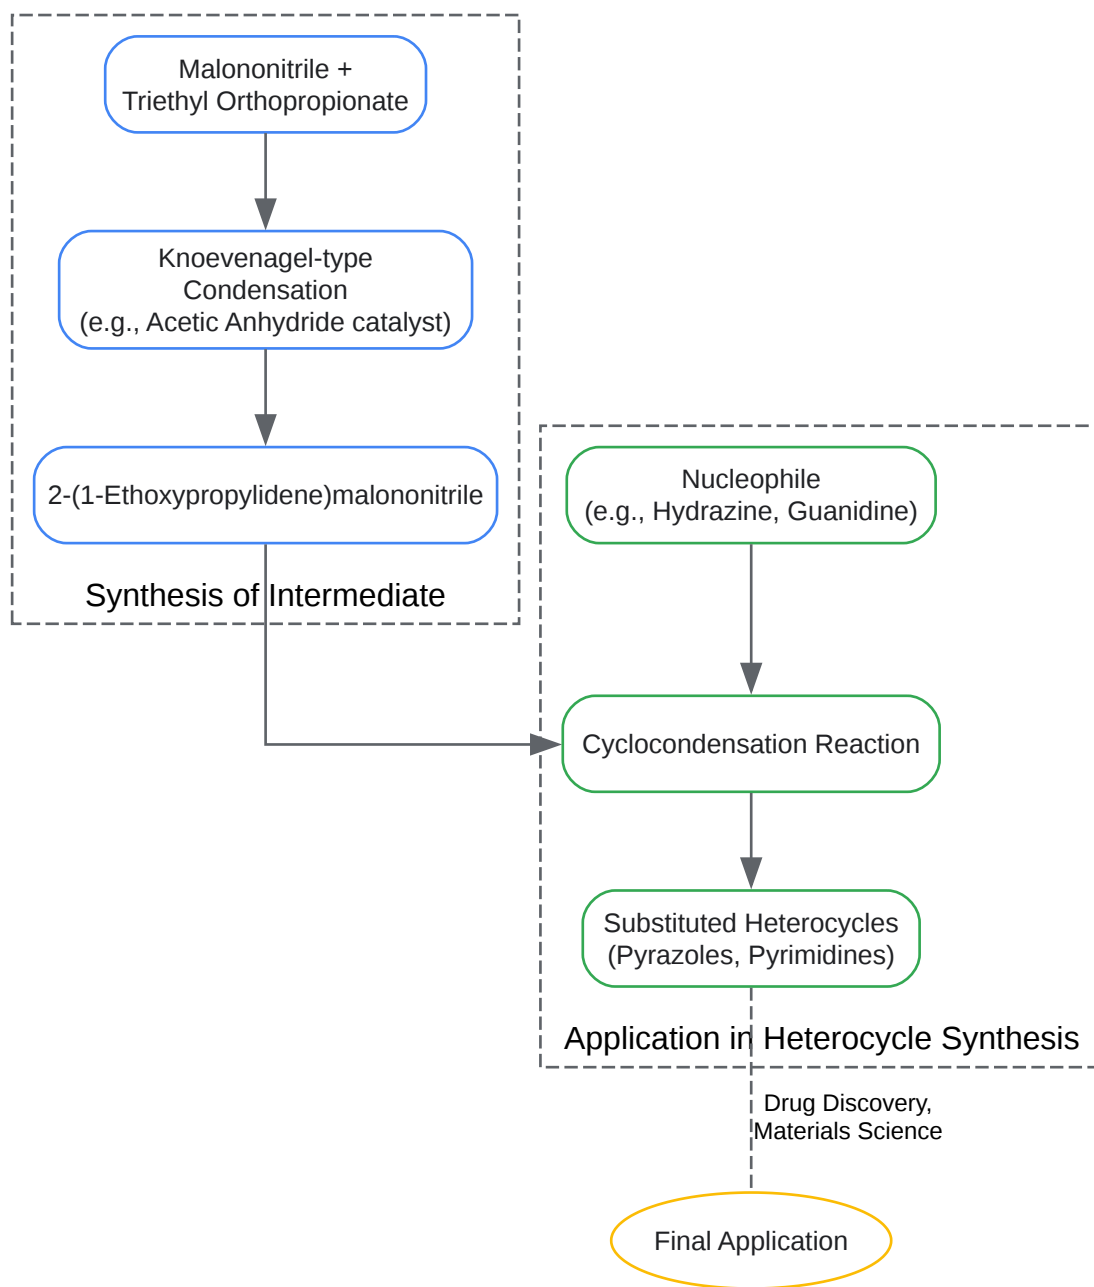 Malononitrile +
Triethyl Orthopropionate
Knoevenagel-type
Condensation
(e.g., Acetic Anhydride catalyst)
2-(1-Ethoxypropylidene)malononitrile
Synthesis of Intermediate
Nucleophile
(e.g., Hydrazine, Guanidine)
Cyclocondensation Reaction
Substituted Heterocycles
(Pyrazoles, Pyrimidines)
Application in Heterocycle Synthesis
Drug Discovery,
Materials Science
Final Application